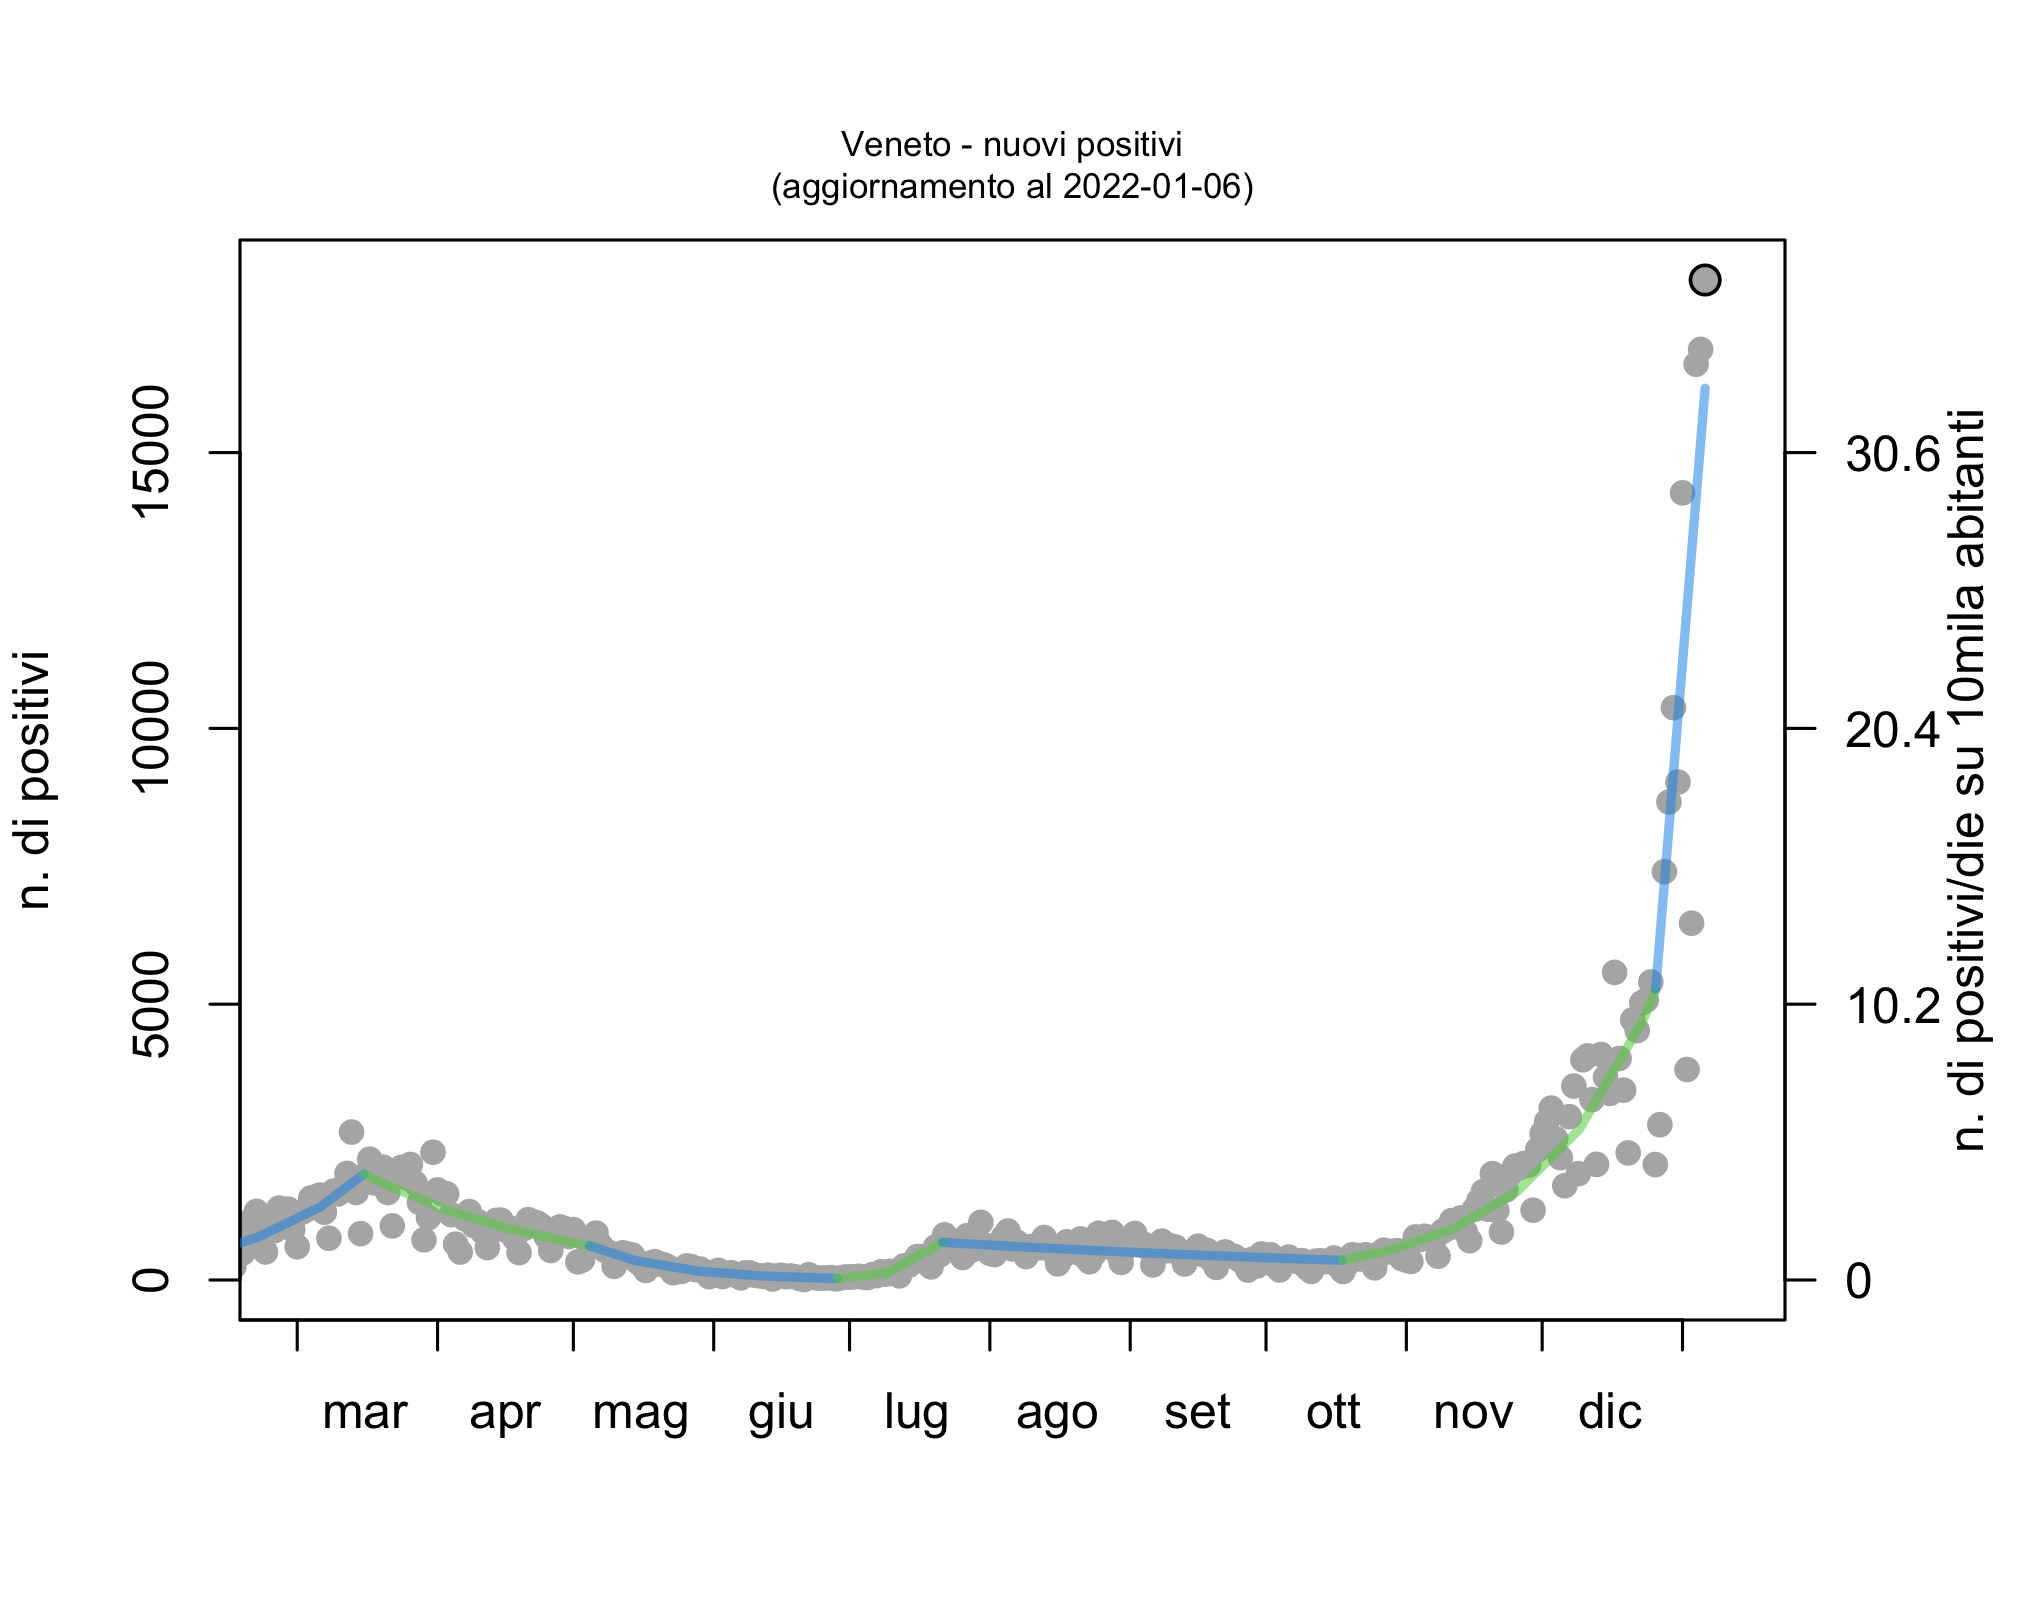 Veneto - nuovi positivi
(aggiornamento al 2022-01-06)
n. di positivi
15000
10000
5000
0
30.6
20.4
10.2
0
n. di positivi/die su 10mila abitanti
mar apr mag giu lug ago set ott nov dic